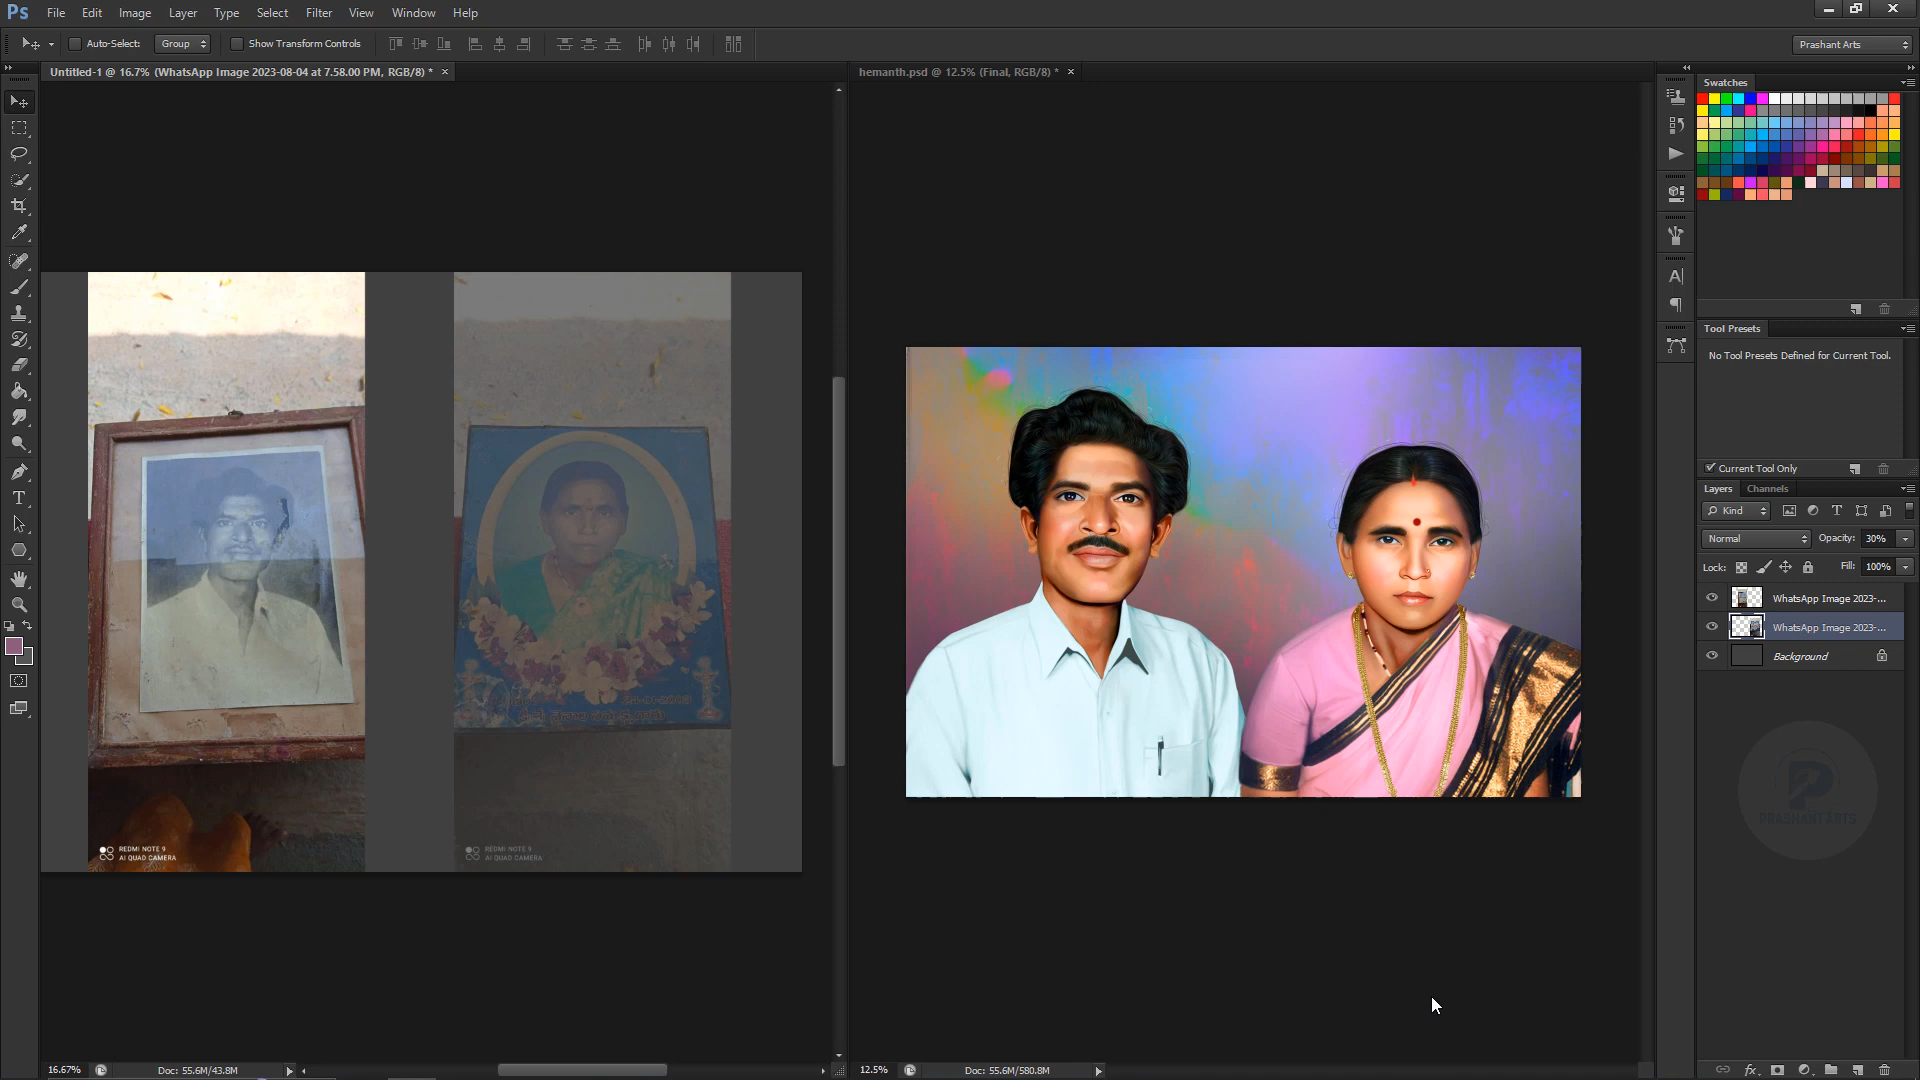 Ps File Edit Image Layer Type Select Filter View Window Help
Auto-Select: Group Show Transform Controls Prashant Arts
Untitled-1 @ 16.7% (WhatsApp Image 2023-08-04 at 7.58.00 PM, RGB/8) * ×
hemanth.psd @ 12.5% (Final, RGB/8) * ×
Swatches
Tool Presets
No Tool Presets Defined for Current Tool.
Current Tool Only
Layers Channels
Kind
Normal Opacity: 30%
Lock: Fill: 100%
WhatsApp Image 2023-...
WhatsApp Image 2023-...
Background
PRASHANT ARTS
REDMI NOTE 9
AI QUAD CAMERA
REDMI NOTE 9
AI QUAD CAMERA
16.67% Doc: 55.6M/43.8M
12.5% Doc: 55.6M/580.8M